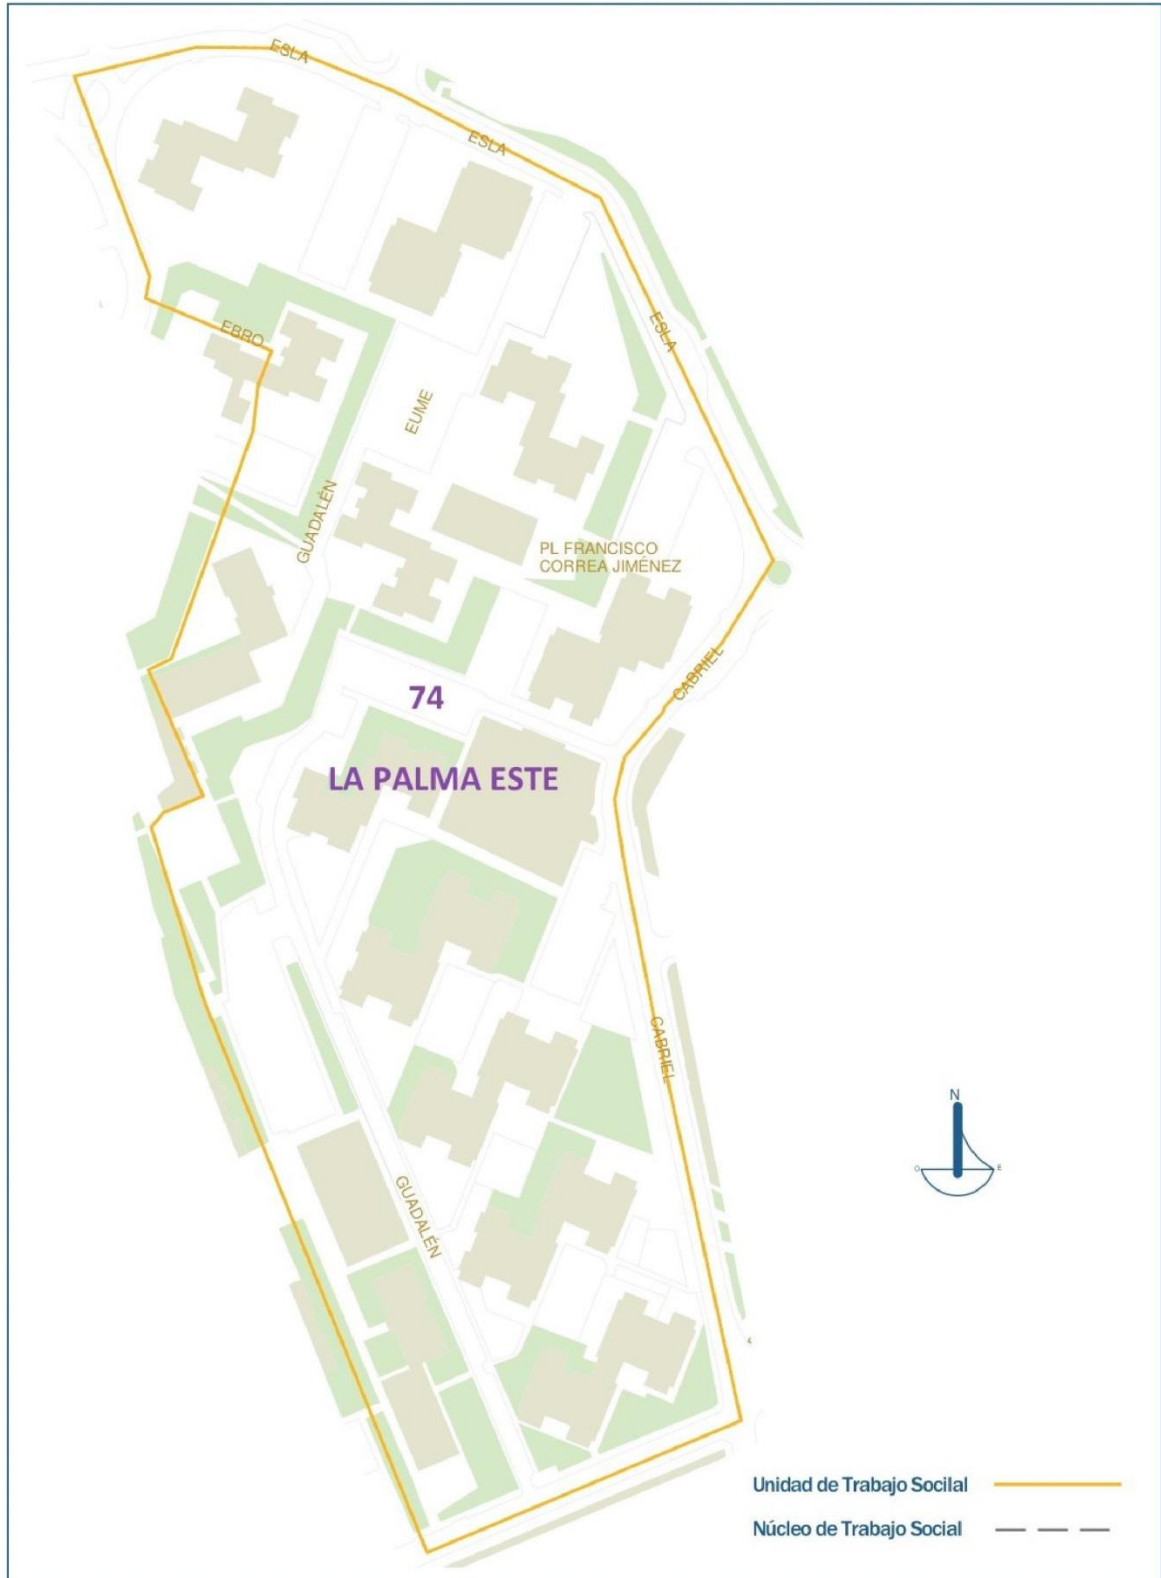 ESLA
ESLA
ESLA
EBRO
EUME
GUADALÉN
PL FRANCISCO
CORREA JIMÉNEZ
CABRIEL
74
LA PALMA ESTE
CABRIEL
GUADALÉN
N
O
E
Unidad de Trabajo Socilal
Núcleo de Trabajo Social